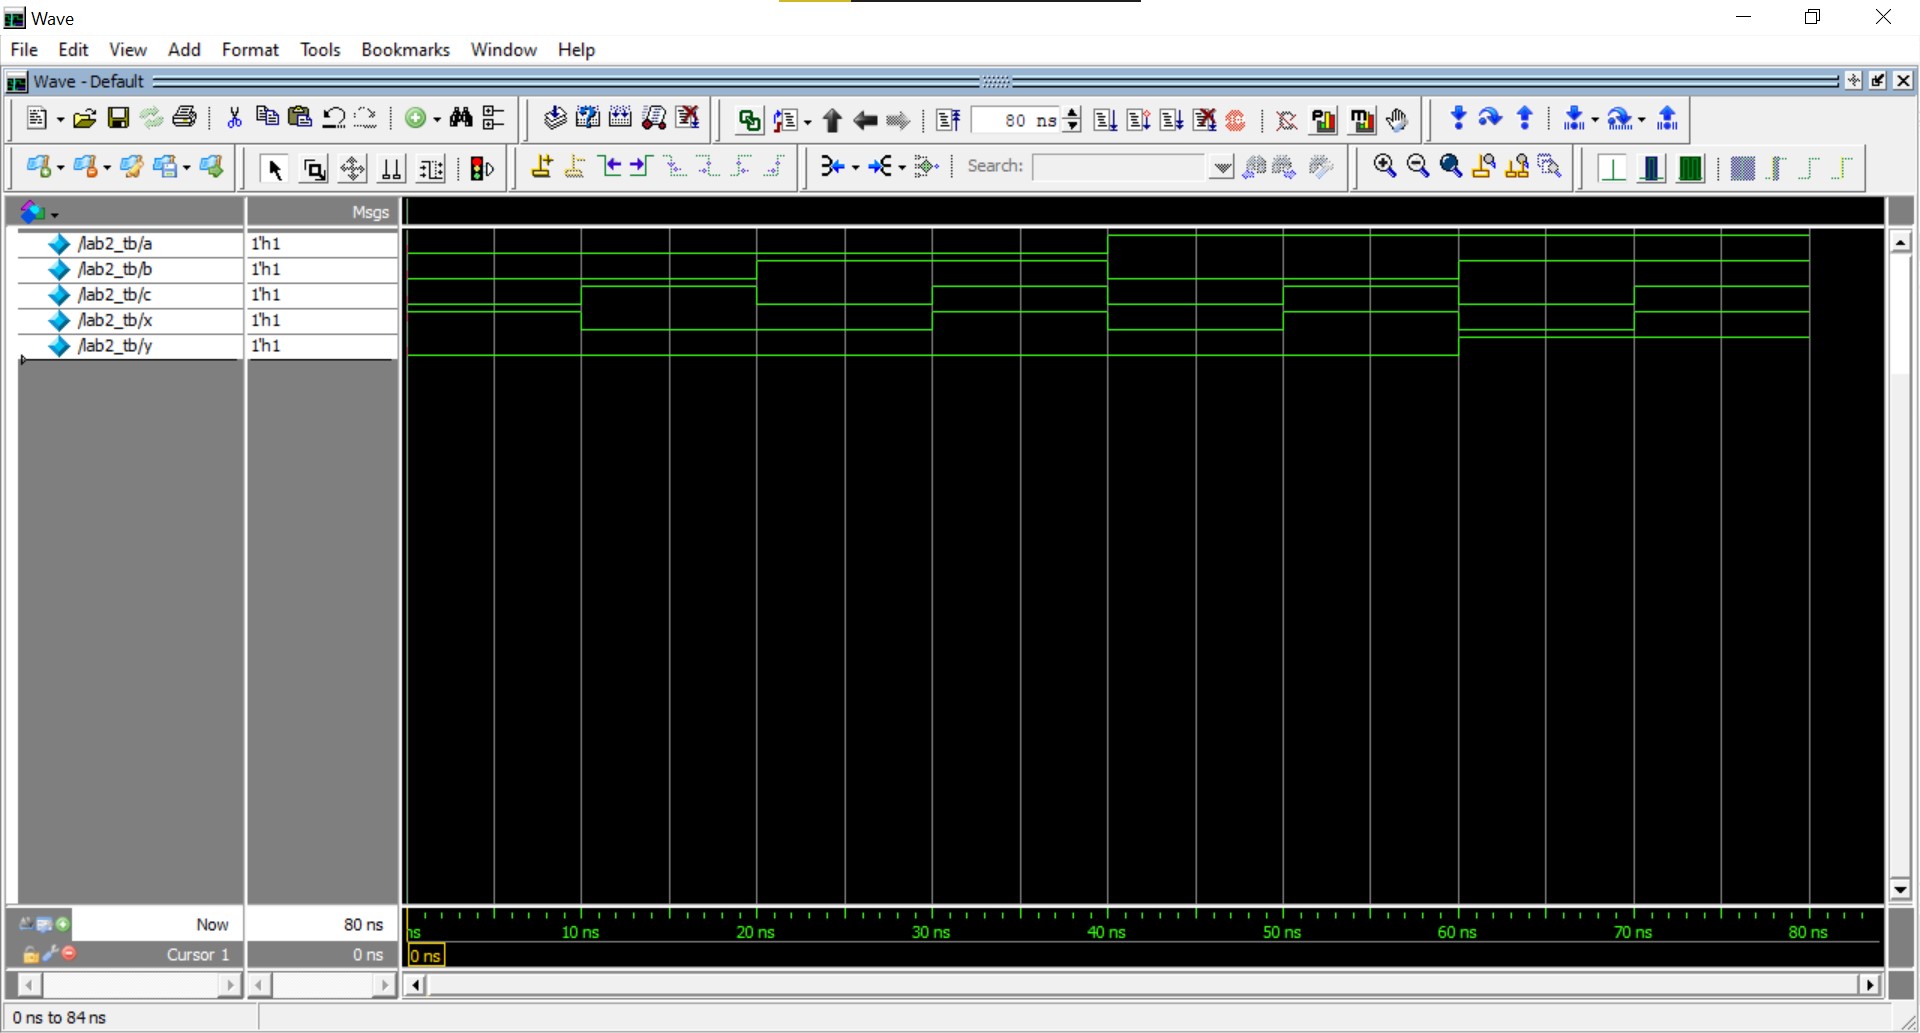 Wave
File Edit View Add Format Tools Bookmarks Window Help
Wave - Default
80 ns
Search:
Msgs
/lab2_tb/a 1'h1
/lab2_tb/b 1'h1
/lab2_tb/c 1'h1
/lab2_tb/x 1'h1
/lab2_tb/y 1'h1
Now 80 ns
ns 10 ns 20 ns 30 ns 40 ns 50 ns 60 ns 70 ns 80 ns
Cursor 1 0 ns 0 ns
0 ns to 84 ns